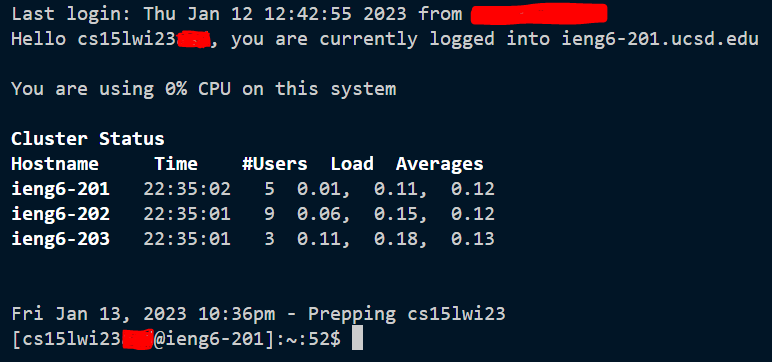 Last login: Thu Jan 12 12:42:55 2023 from
Hello cs15lwi23, you are currently logged into ieng6-201.ucsd.edu
You are using 0% CPU on this system
Cluster Status
Hostname Time #Users Load Averages
ieng6-201 22:35:02 5 0.01, 0.11, 0.12
ieng6-202 22:35:01 9 0.06, 0.15, 0.12
ieng6-203 22:35:01 3 0.11, 0.18, 0.13
Fri Jan 13, 2023 10:36pm - Prepping cs15lwi23
[cs15lwi23@ieng6-201]:~:52$